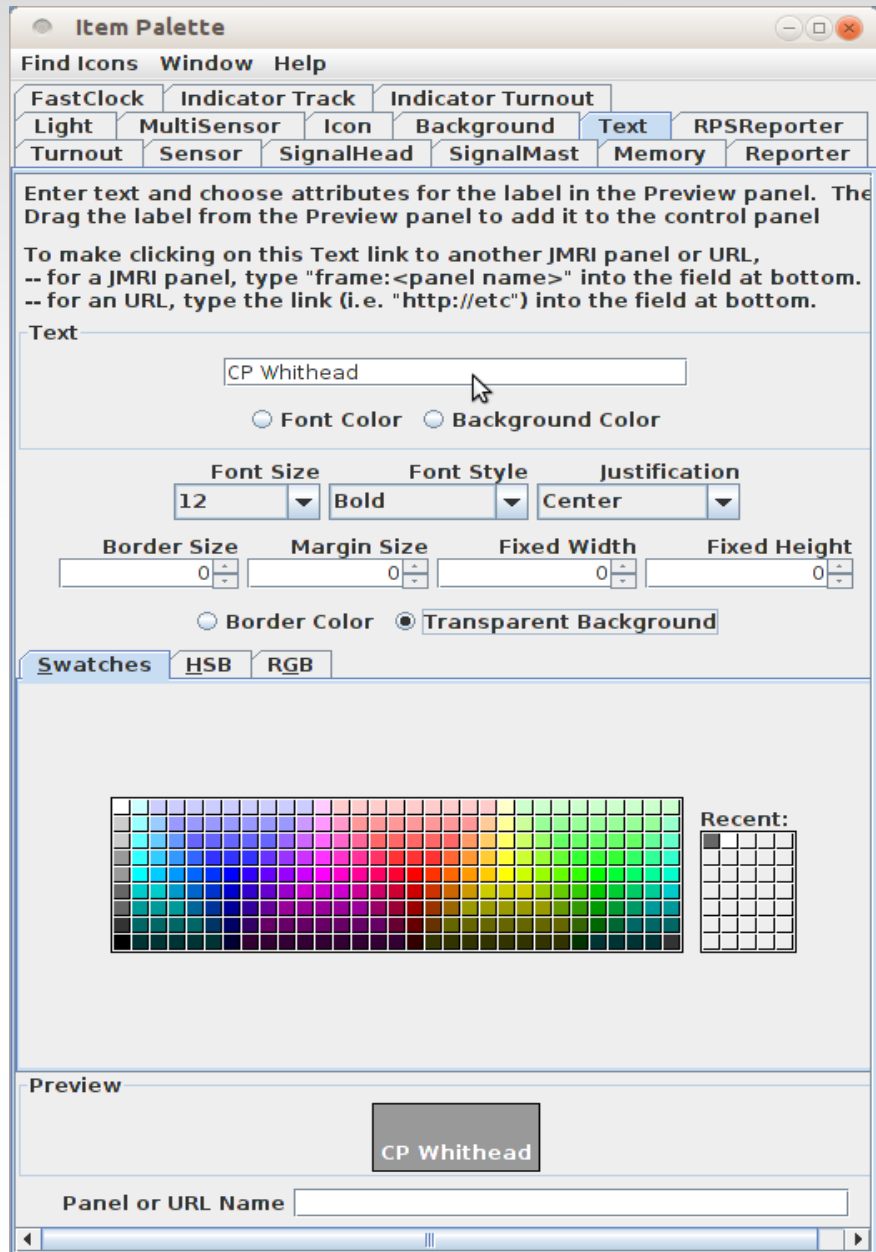 Item Palette
Find Icons Window Help
FastClock Indicator Track Indicator Turnout
Light MultiSensor Icon Background Text RPSReporter
Turnout Sensor SignalHead SignalMast Memory Reporter
Enter text and choose attributes for the label in the Preview panel. The
Drag the label from the Preview panel to add it to the control panel
To make clicking on this Text link to another JMRI panel or URL,
-- for a JMRI panel, type "frame:<panel name>" into the field at bottom.
-- for an URL, type the link (i.e. "http://etc") into the field at bottom.
Text
CP Whithead
Font Color Background Color
Font Size Font Style Justification
12 Bold Center
Border Size Margin Size Fixed Width Fixed Height
0 0 0 0
Border Color Transparent Background
Swatches HSB RGB
Recent:
Preview
CP Whithead
Panel or URL Name